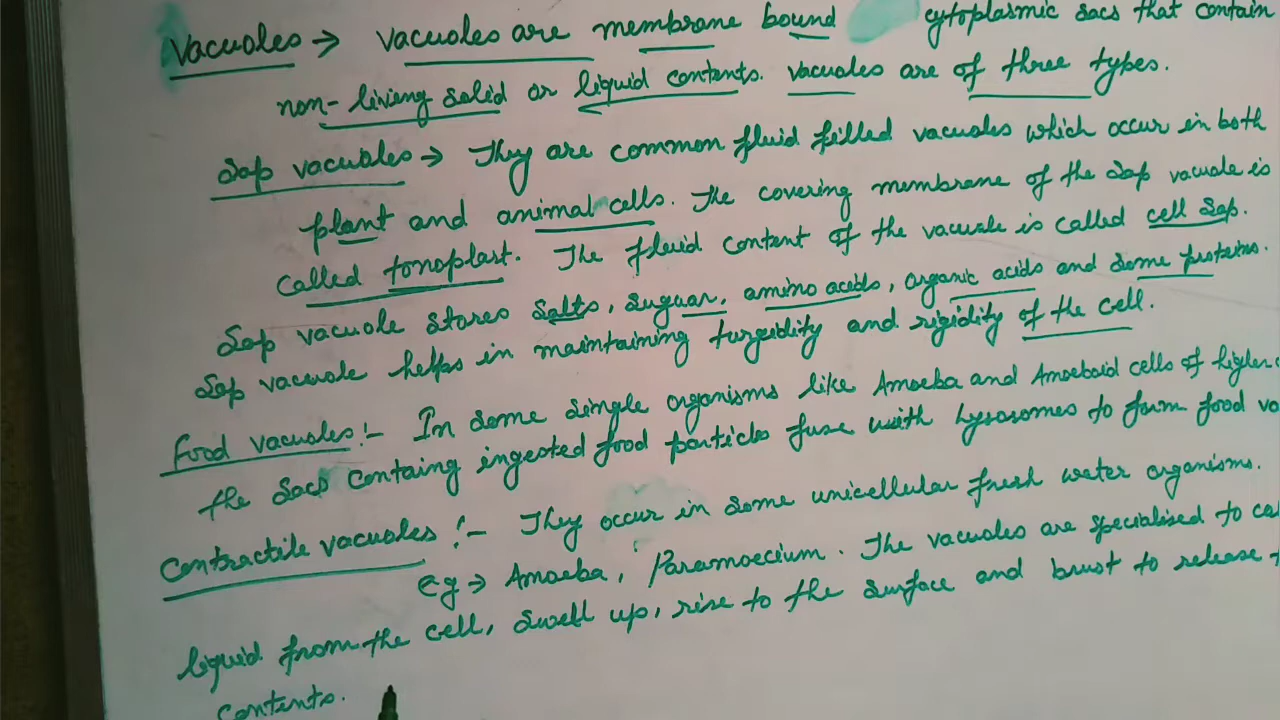 Vacuoles → Vacuoles are membrane bound cytoplasmic sacs that contain
non-living solid or liquid contents. Vacuoles are of three types.
Sap vacuoles → They are common fluid filled vacuoles which occur in both
plant and animal cells. The covering membrane of the sap vacuole is
called tonoplast. The fluid content of the vacuole is called cell sap.
Sap vacuole stores salts, suguar, amino acids, organic acids and some proteins.
Sap vacuole helps in maintaining turguidity and rigidity of the cell.
Food vacuoles:- In some single organisms like Amoeba and Amoeboid cells of higher
the sacs containg ingested food particles fuse with Lysosomes to form food
Contractile vacuoles:- They occur in some unicellular fresh water organisms.
Eg → Amoeba, Paramoecium. The vacuoles are specialised to
liquid from the cell, swell up, rise to the surface and brust to release
contents.